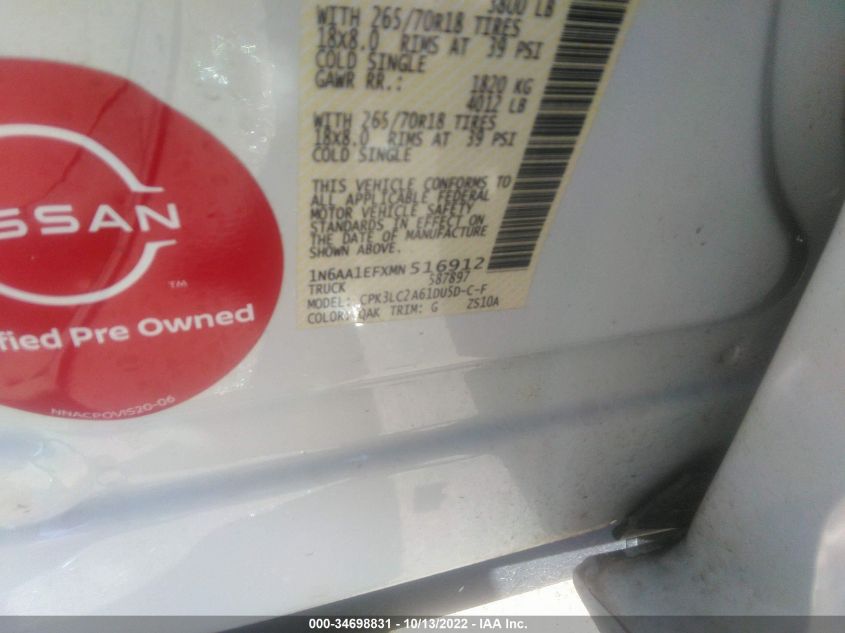 3800 LB
WITH 265/70R18 TIRES
18X8.0 RIMS AT 39 PSI
COLD SINGLE
GAWR RR.: 1820 KG
4012 LB
WITH 265/70R18 TIRES
18X8.0 RIMS AT 39 PSI
COLD SINGLE
THIS VEHICLE CONFORMS TO
ALL APPLICABLE FEDERAL
MOTOR VEHICLE SAFETY
STANDARDS IN EFFECT ON
THE DATE OF MANUFACTURE
SHOWN ABOVE.
1N6AA1EFXMN516912
TRUCK 587897
MODEL: CPK3LC2A61DU5D-C-F
COLOR: QAK TRIM: G ZS10A
SSAN
TM
fied Pre Owned
NNACPOVIS20-06
000-34698831 - 10/13/2022 - IAA Inc.